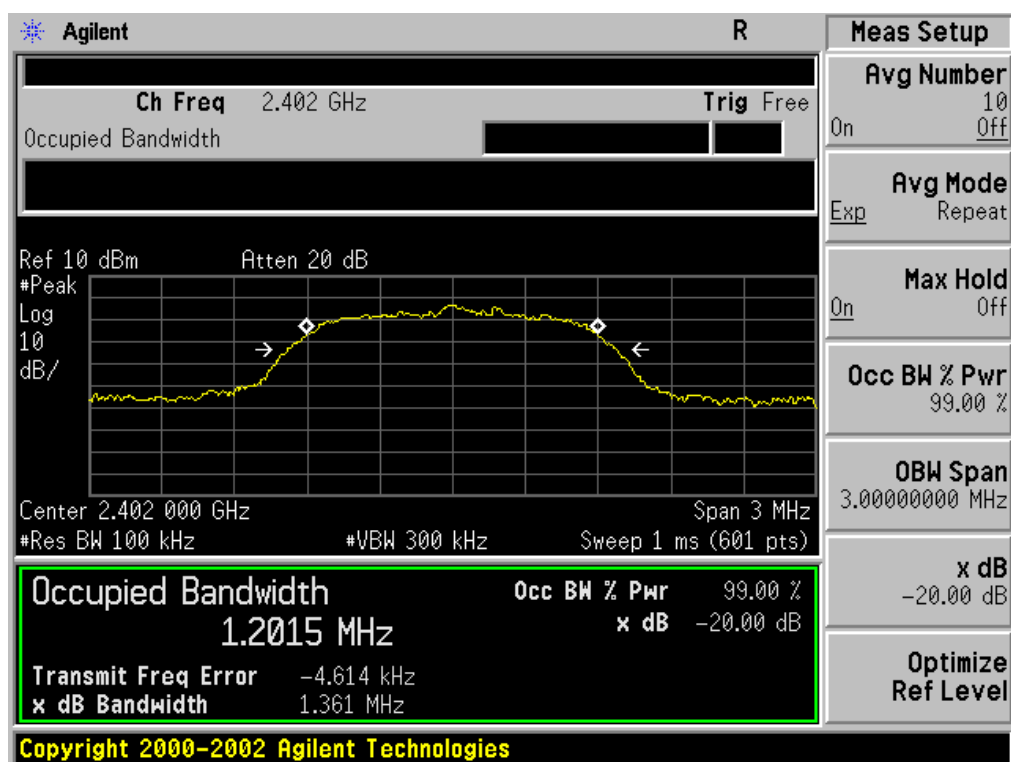 Agilent R Meas Setup
Ch Freq 2.402 GHz Trig Free
Occupied Bandwidth
Ref 10 dBm Atten 20 dB
#Peak
Log
10
dB/
Center 2.402 000 GHz Span 3 MHz
#Res BW 100 kHz #VBW 300 kHz Sweep 1 ms (601 pts)
Occupied Bandwidth Occ BW % Pwr 99.00 %
1.2015 MHz x dB -20.00 dB
Transmit Freq Error -4.614 kHz
x dB Bandwidth 1.361 MHz
Copyright 2000-2002 Agilent Technologies
Avg Number
10
On Off
Avg Mode
Exp Repeat
Max Hold
On Off
Occ BW % Pwr
99.00 %
OBW Span
3.00000000 MHz
x dB
-20.00 dB
Optimize
Ref Level